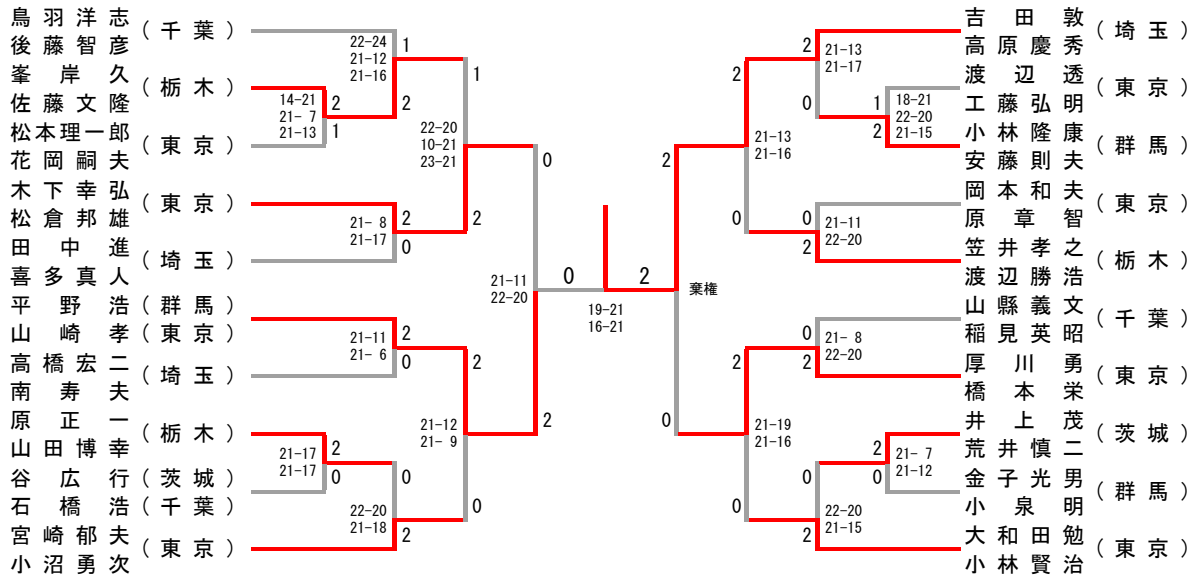 鳥羽洋志
後藤智彦
(千葉)
峯岸久
佐藤文隆
(栃木)
松本理一郎
花岡嗣夫
(東京)
木下幸弘
松倉邦雄
(東京)
田中進
喜多真人
(埼玉)
平野浩(群馬)
山崎孝(東京)
高橋宏二
南寿夫
(埼玉)
原正一
山田博幸
(栃木)
谷広行(茨城)
石橋浩(千葉)
宮崎郁夫
小沼勇次
(東京)
22-24
21-12
21-16
1
2
14-21
21- 7
21-13
2
1
1
22-20
10-21
23-21
2
21- 8
21-17
2
0
0
21-11
22-20
2
21-11
21- 6
2
0
2
21-12
21- 9
0
21-17
21-17
2
0
0
22-20
21-18
2
0
2
19-21
16-21
棄権
2
0
2
21-13
21-16
0
2
21-13
21-17
0
1
18-21
22-20
2
21-15
0
21-11
22-20
2
0
21- 8
22-20
2
2
21-19
21-16
0
2
21- 7
21-12
0
0
22-20
21-15
2
吉田敦
高原慶秀
(埼玉)
渡辺透
工藤弘明
(東京)
小林隆康
安藤則夫
(群馬)
岡本和夫
原章智
(東京)
笠井孝之
渡辺勝浩
(栃木)
山縣義文
稲見英昭
(千葉)
厚川勇
橋本栄
(東京)
井上茂
荒井慎二
(茨城)
金子光男
小泉明
(群馬)
大和田勉
小林賢治
(東京)